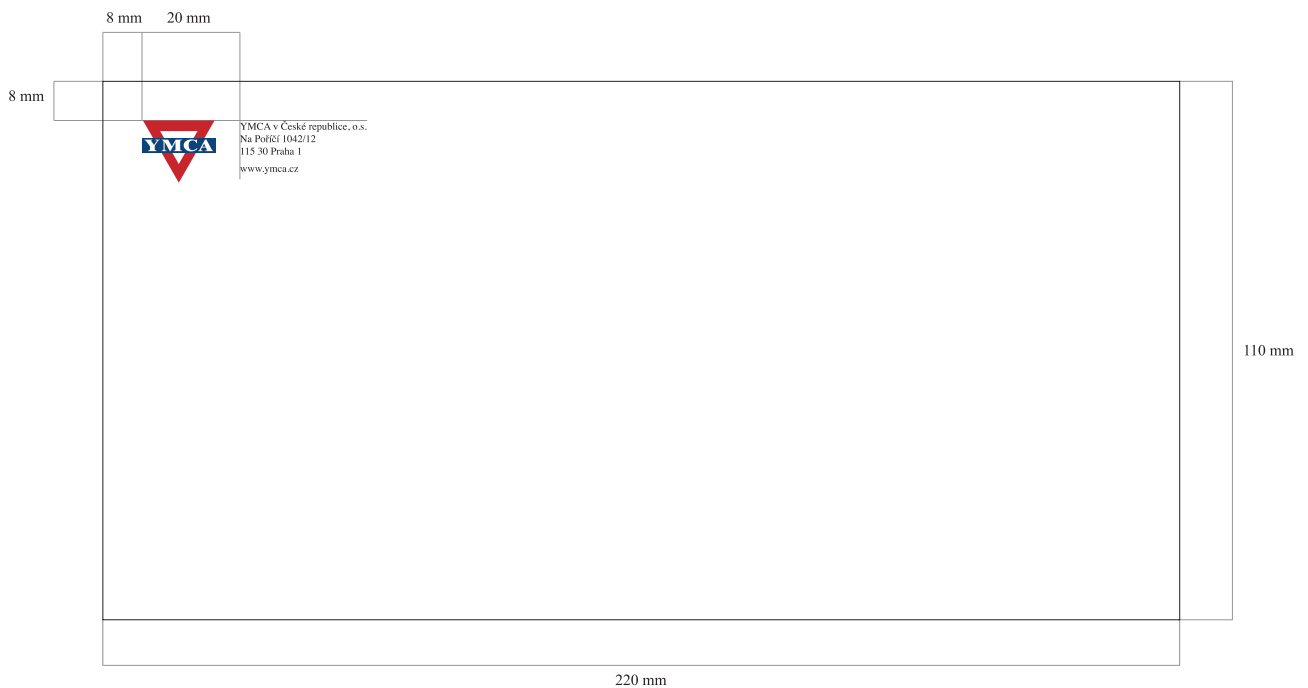 8 mm 20 mm
8 mm
YMCA
YMCA v České republice, o.s.
Na Poříčí 1042/12
115 30 Praha 1
www.ymca.cz
110 mm
220 mm